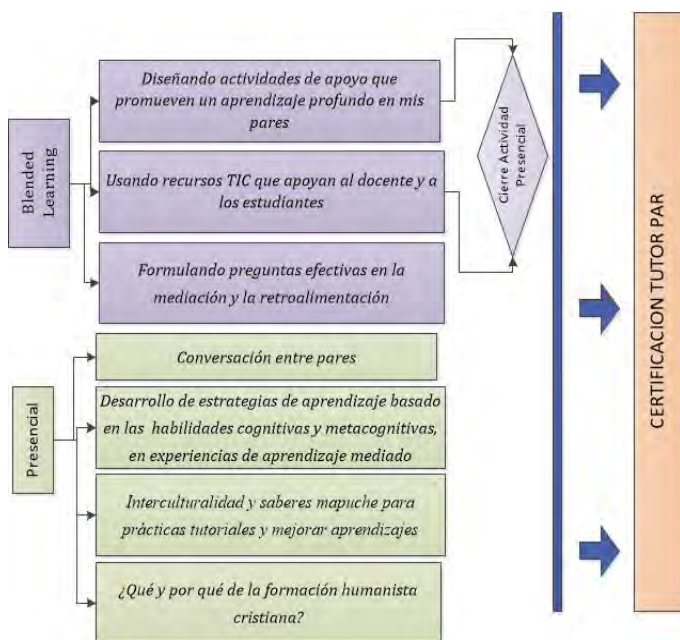 Blended
Learning
Diseñando actividades de apoyo que
promueven un aprendizaje profundo en mis
pares
Usando recursos TIC que apoyan al docente y a
los estudiantes
Formulando preguntas efectivas en la
mediación y la retroalimentación
Cierre Actividad
Presencial
Presencial
Conversación entre pares
Desarrollo de estrategias de aprendizaje basado
en las habilidades cognitivas y metacognitivas,
en experiencias de aprendizaje mediado
Interculturalidad y saberes mapuche para
prácticas tutoriales y mejorar aprendizajes
¿Qué y por qué de la formación humanista
cristiana?
CERTIFICACION TUTOR PAR